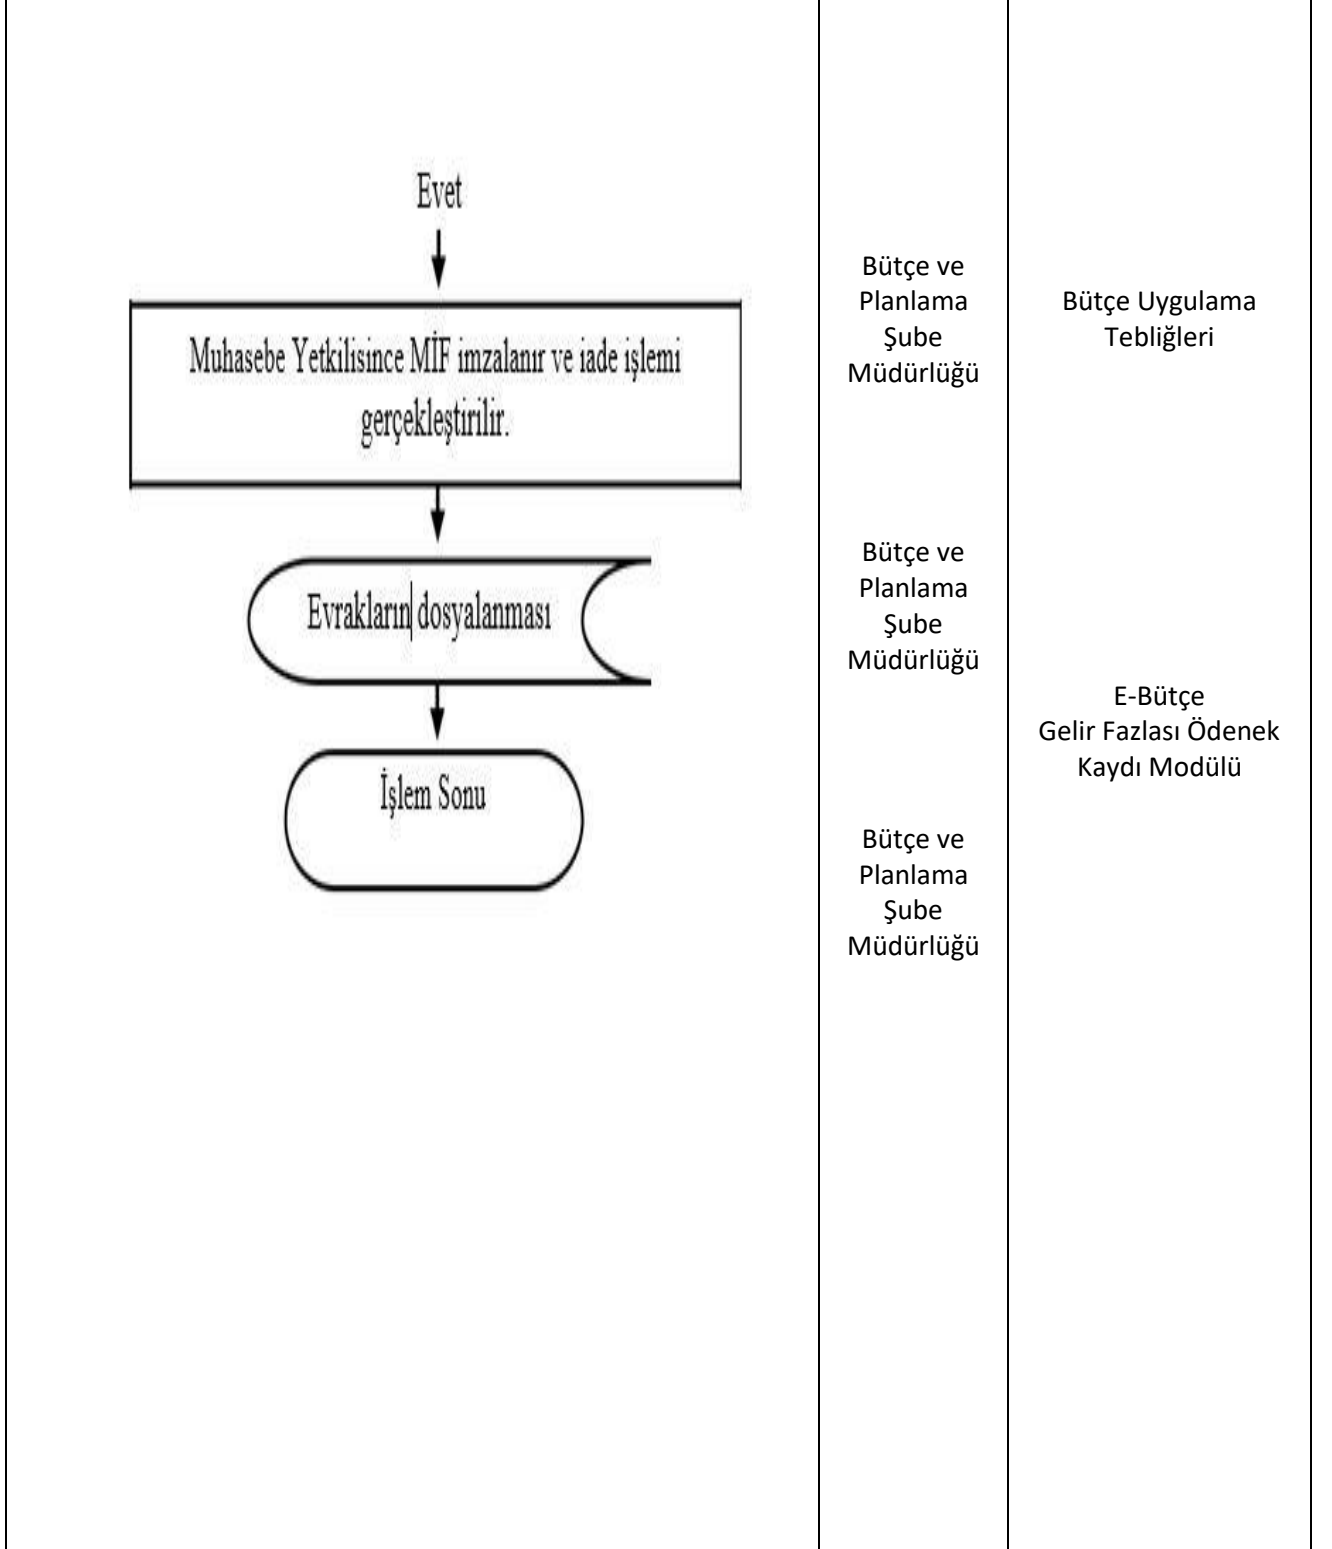 Evet
Muhasebe Yetkilisince MİF imzalanır ve iade işlemi
gerçekleştirilir.
Evrakların dosyalanması
İşlem Sonu
Bütçe ve
Planlama
Şube
Müdürlüğü
Bütçe ve
Planlama
Şube
Müdürlüğü
Bütçe ve
Planlama
Şube
Müdürlüğü
Bütçe Uygulama
Tebliğleri
E-Bütçe
Gelir Fazlası Ödenek
Kaydı Modülü